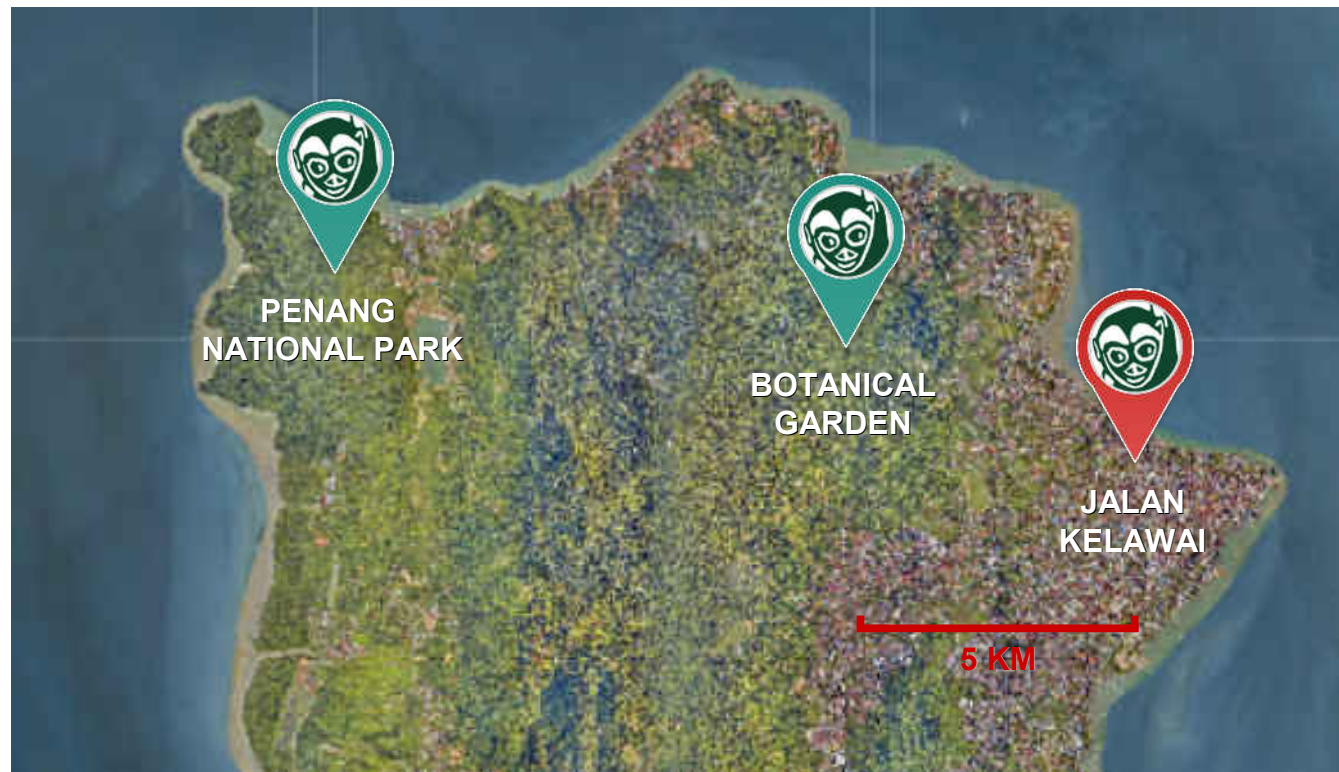 PENANG
NATIONAL PARK
BOTANICAL
GARDEN
JALAN
KELAWAI
5 KM